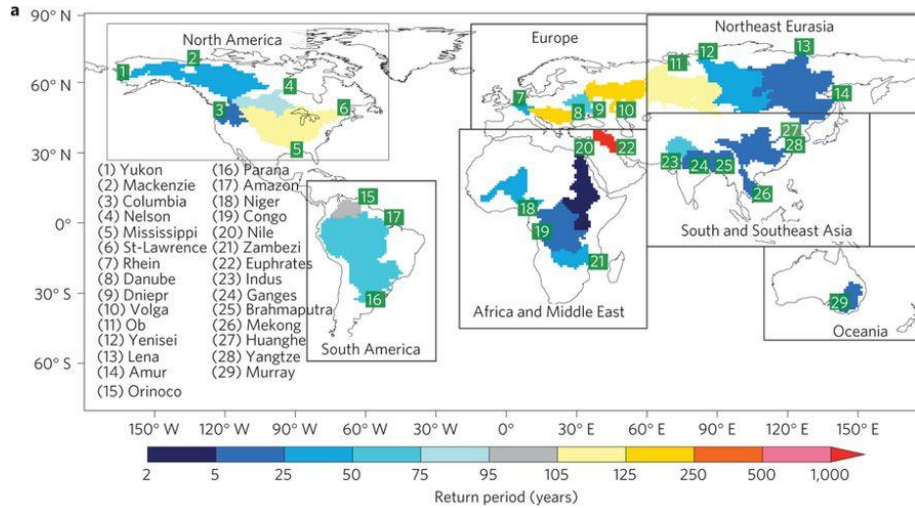 a
90° N
60° N
30° N
0°
30° S
60° S
North America
Europe
Northeast Eurasia
South America
Africa and Middle East
South and Southeast Asia
Oceania
1
2
3
4
5
6
7
8
9
10
11
12
13
14
15
16
17
18
19
20
21
22
23
24
25
26
27
28
29
(1) Yukon
(2) Mackenzie
(3) Columbia
(4) Nelson
(5) Mississippi
(6) St-Lawrence
(7) Rhein
(8) Danube
(9) Dniepr
(10) Volga
(11) Ob
(12) Yenisei
(13) Lena
(14) Amur
(15) Orinoco
(16) Parana
(17) Amazon
(18) Niger
(19) Congo
(20) Nile
(21) Zambezi
(22) Euphrates
(23) Indus
(24) Ganges
(25) Brahmaputra
(26) Mekong
(27) Huanghe
(28) Yangtze
(29) Murray
150° W 120° W 90° W 60° W 30° W 0° 30° E 60° E 90° E 120° E 150° E
2 5 25 50 75 95 105 125 250 500 1,000
Return period (years)